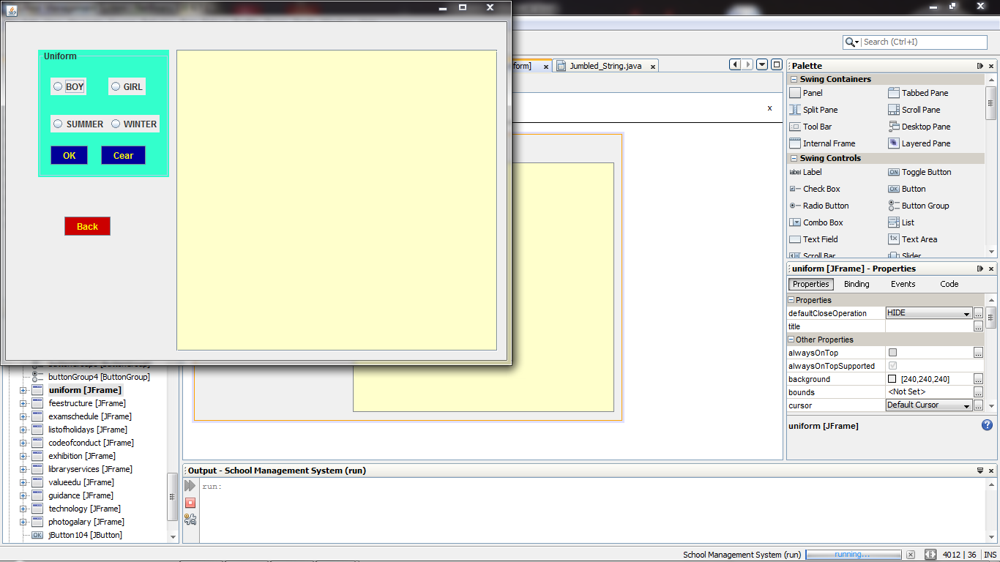 Uniform
BOY
GIRL
SUMMER
WINTER
OK
Cear
Back
Search (Ctrl+I)
form]
Jumbled_String.java
x
Palette
Swing Containers
Panel
Tabbed Pane
Split Pane
Scroll Pane
Tool Bar
Desktop Pane
Internal Frame
Layered Pane
Swing Controls
label Label
ON Toggle Button
Check Box
OK Button
Radio Button
Button Group
Combo Box
List
Text Field
Text Area
Scroll Bar
Slider
uniform [JFrame] - Properties
Properties
Binding
Events
Code
Properties
defaultCloseOperation
HIDE
...
title
...
Other Properties
alwaysOnTop
...
alwaysOnTopSupported
background
[240,240,240]
...
bounds
<Not Set>
...
cursor
Default Cursor
...
uniform [JFrame]
?
buttonGroup4 [ButtonGroup]
uniform [JFrame]
feestructure [JFrame]
examschedule [JFrame]
listofholidays [JFrame]
codeofconduct [JFrame]
exhibition [JFrame]
libraryservices [JFrame]
valueedu [JFrame]
guidance [JFrame]
technology [JFrame]
photogalary [JFrame]
OK jButton104 [JButton]
Output - School Management System (run)
run:
School Management System (run)
running...
4012 | 36
INS